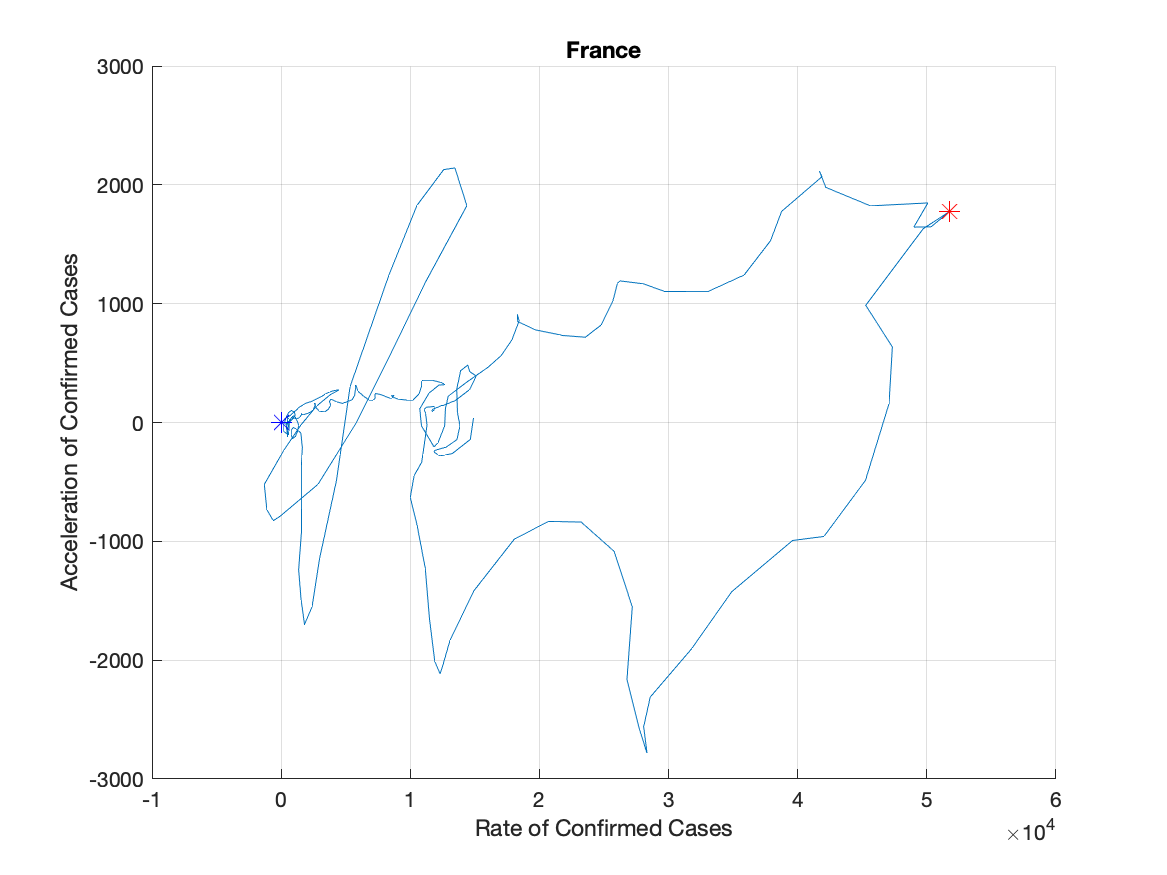 France
3000
2000
1000
0
-1000
-2000
-3000
Acceleration of Confirmed Cases
-1 0 1 2 3 4 5 6
×10^4
Rate of Confirmed Cases